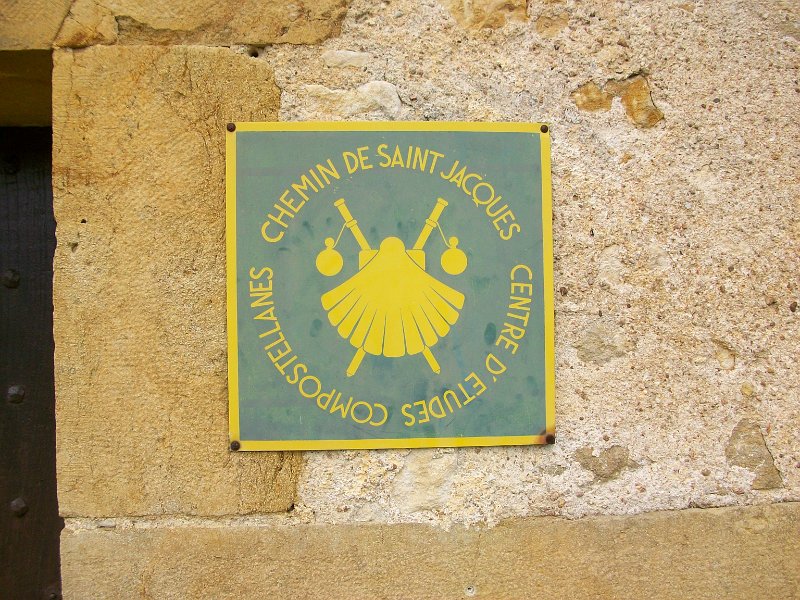 CHEMIN DE SAINT JACQUES
CENTRE D'ETUDES COMPOSTELLANES